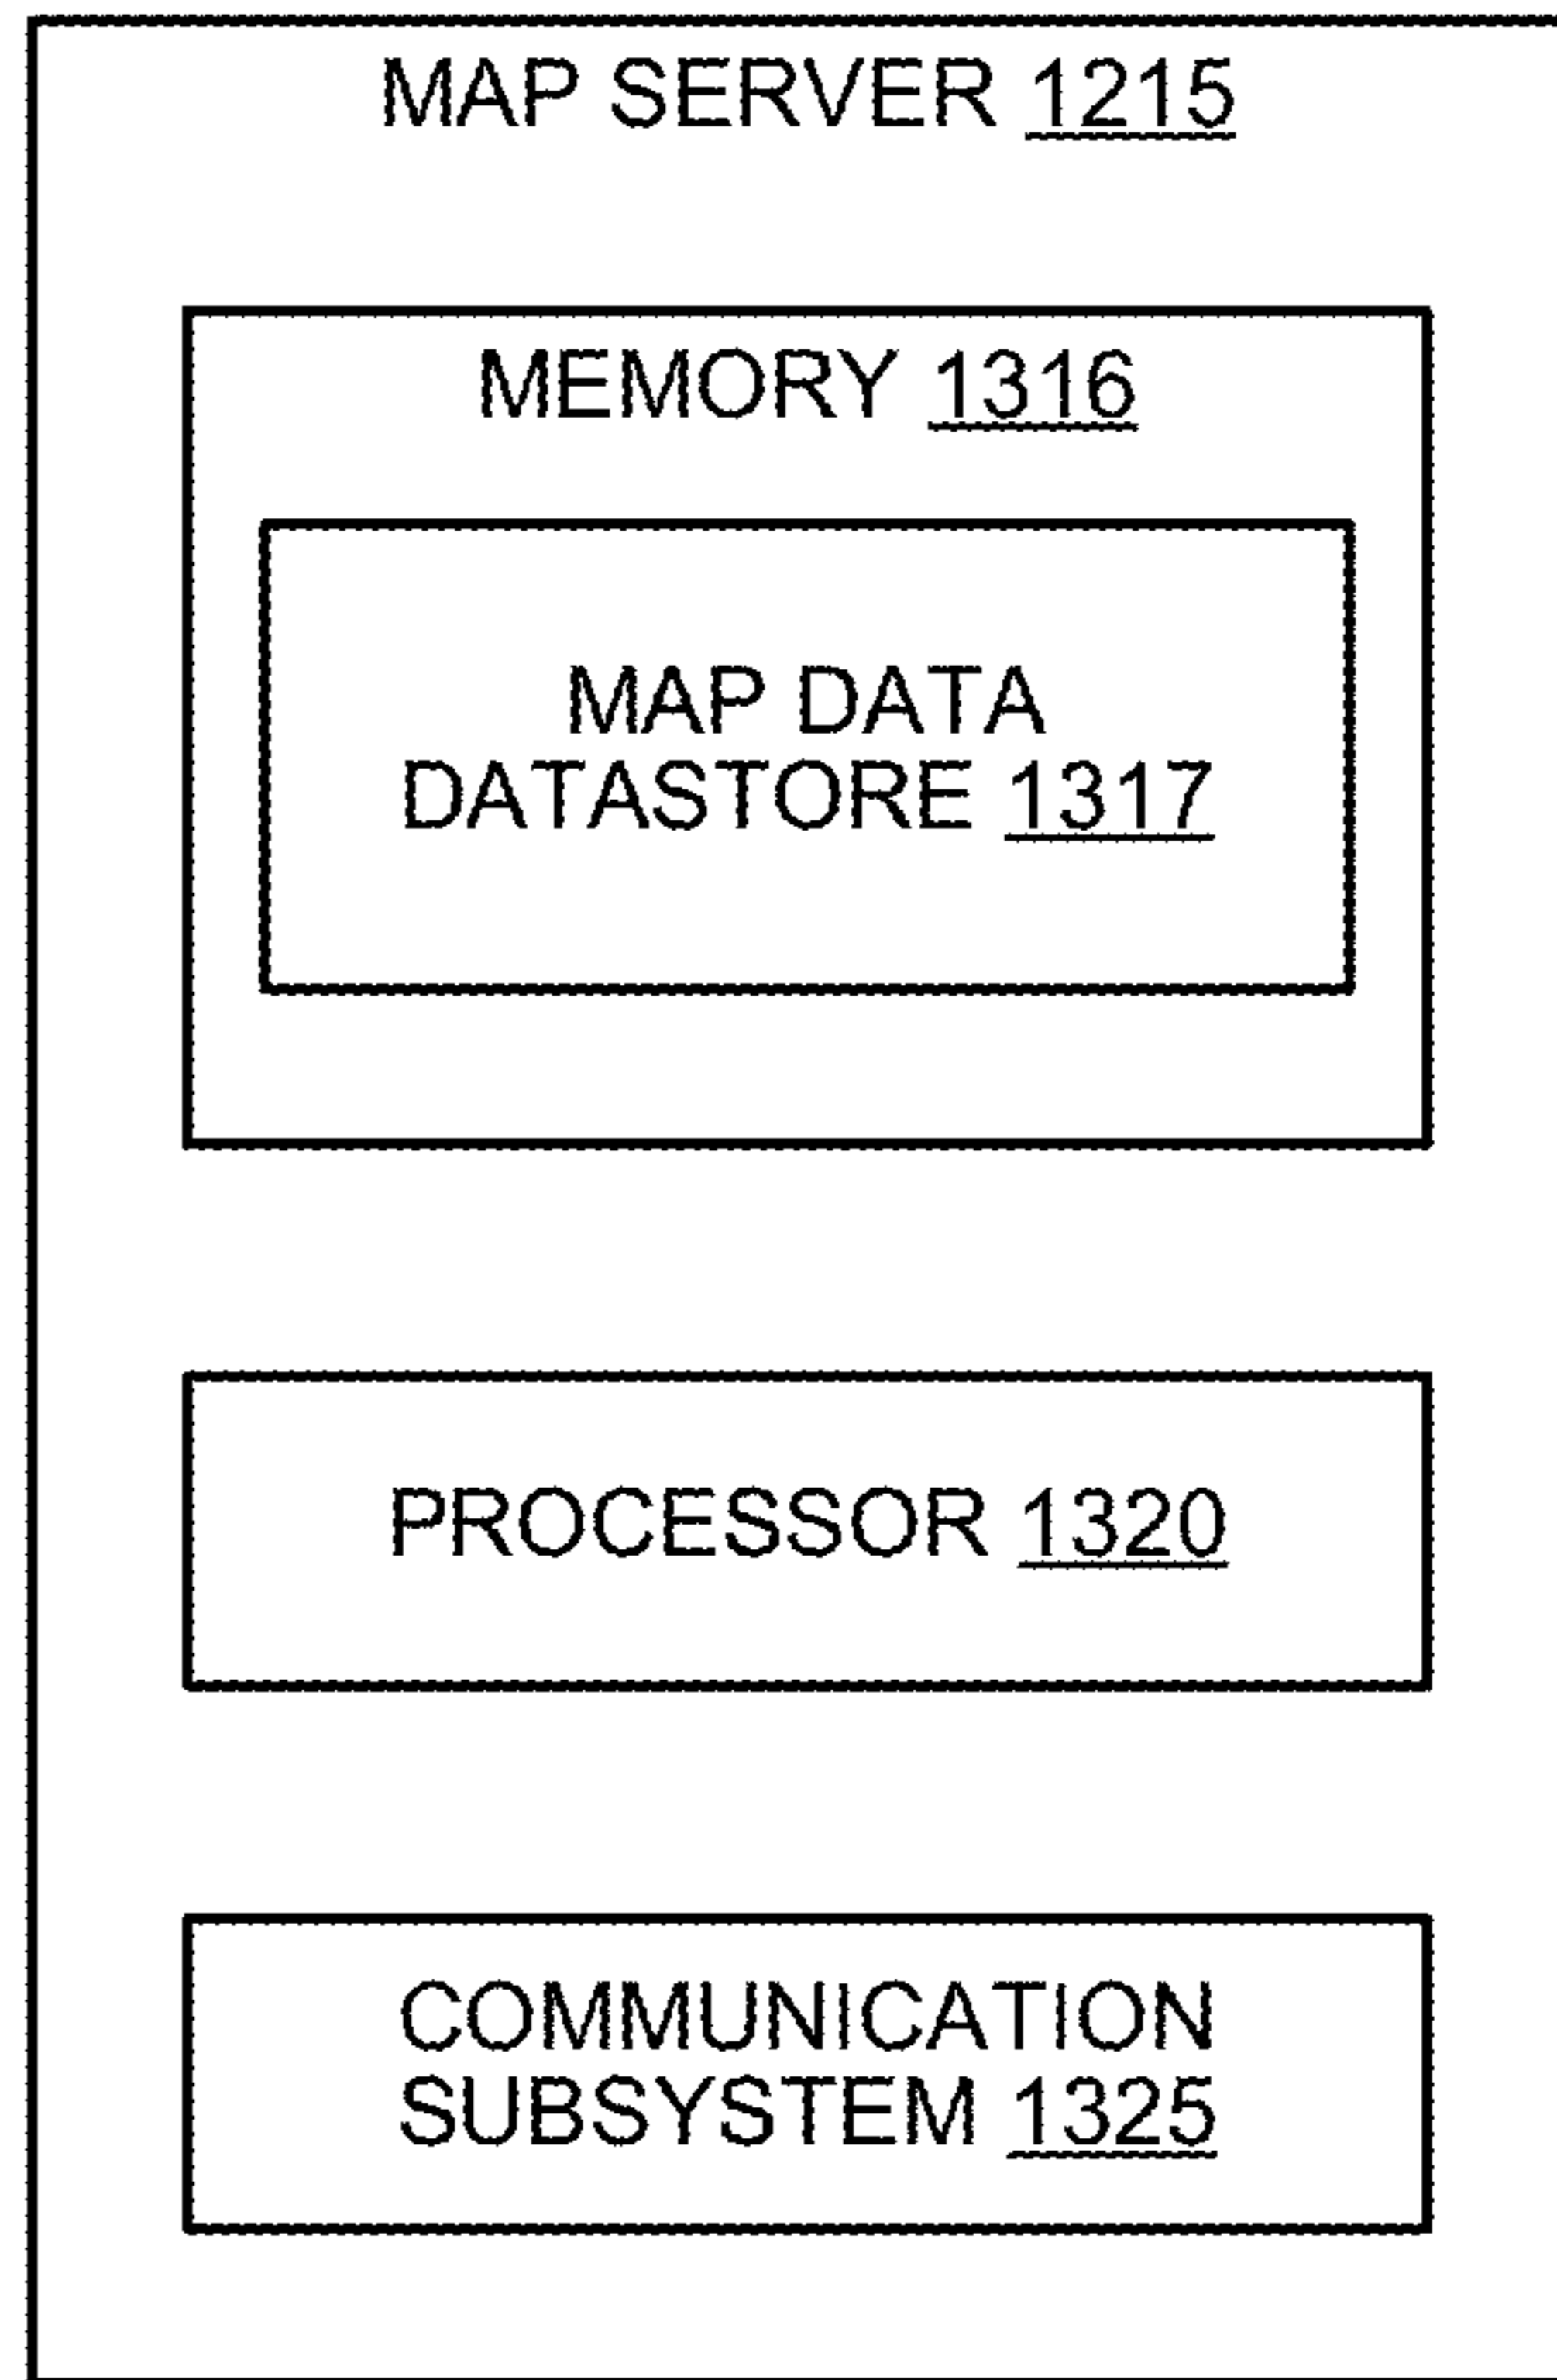 MAP SERVER 1215
MEMORY 1316
MAP DATA
DATASTORE 1317
PROCESSOR 1320
COMMUNICATION
SUBSYSTEM 1325